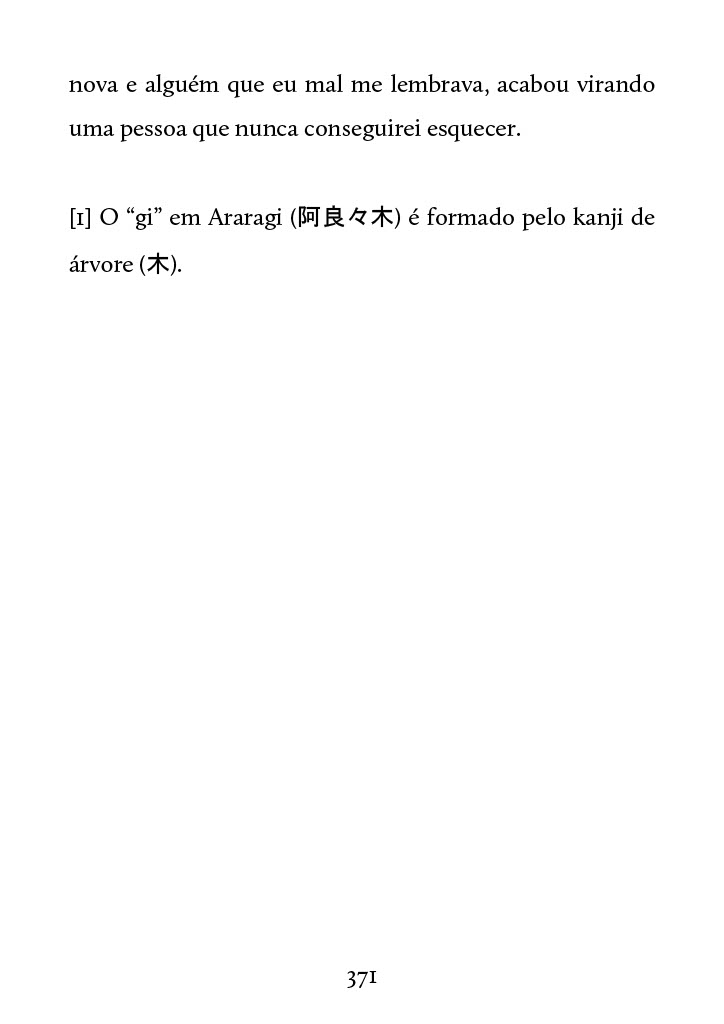 nova e alguém que eu mal me lembrava, acabou virando
uma pessoa que nunca conseguirei esquecer.
[1] O “gi” em Araragi (阿良々木) é formado pelo kanji de
árvore (木).
371